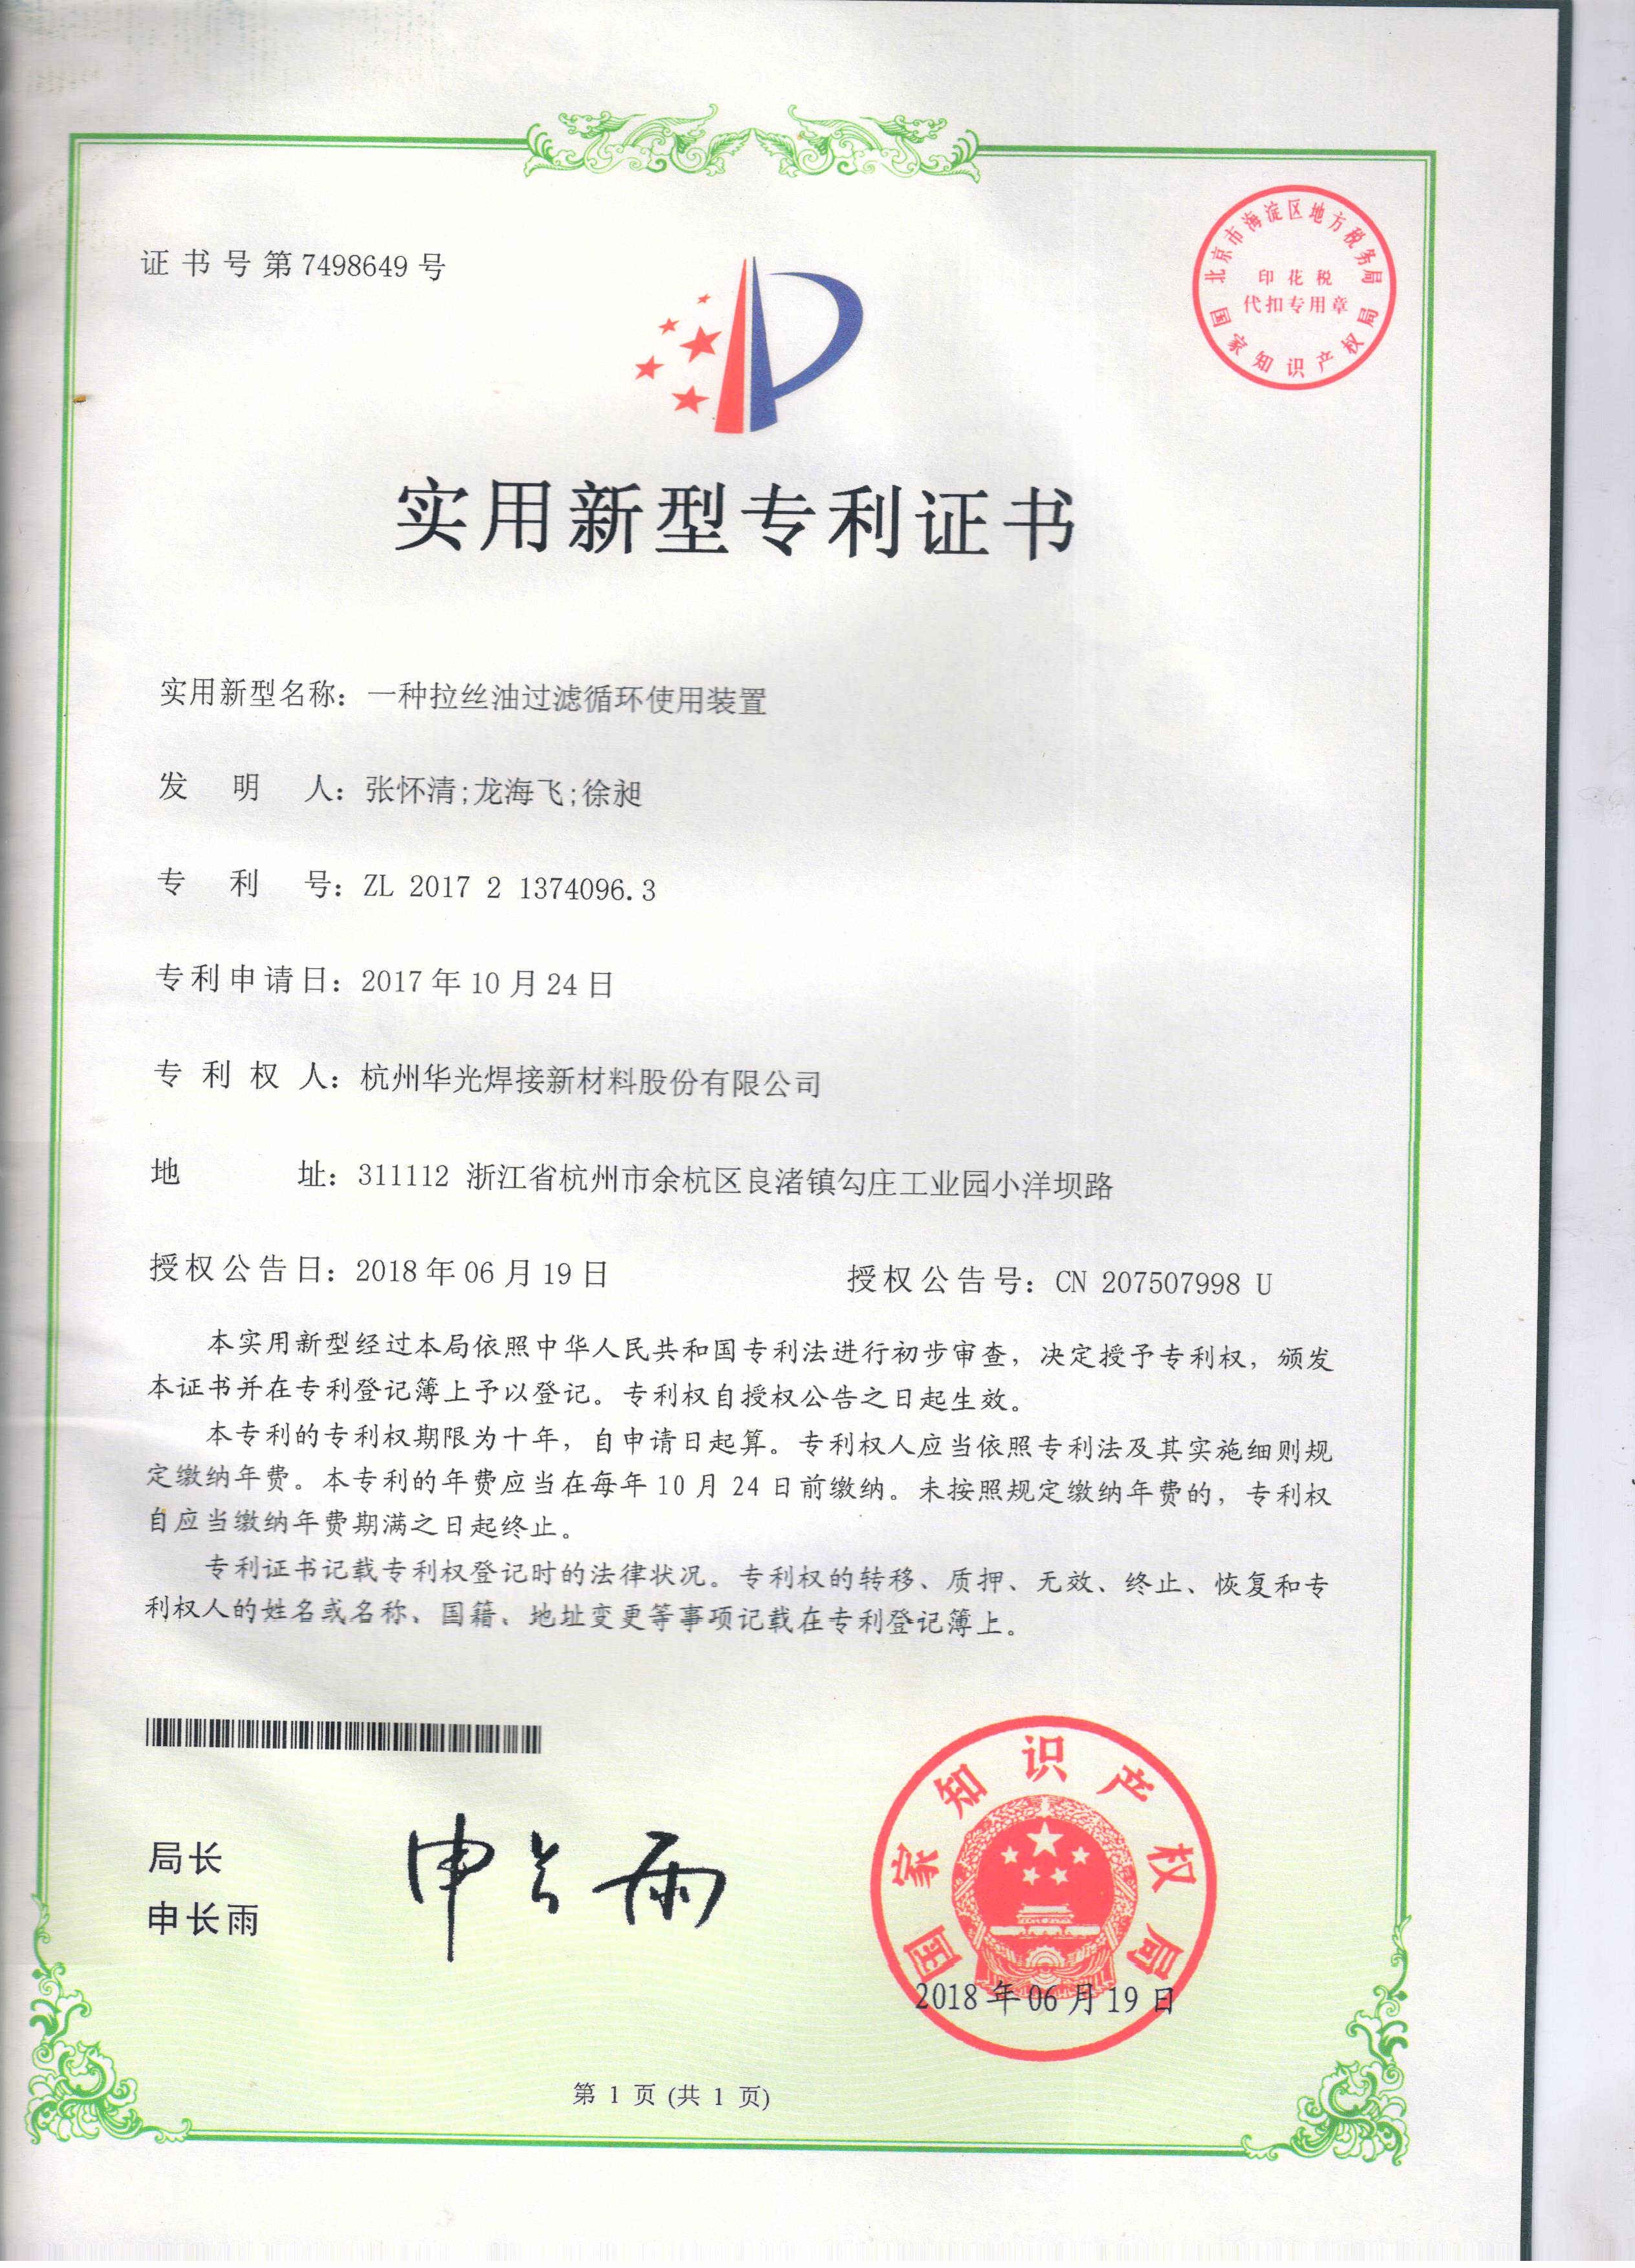 证书号第7498649号
北京市海淀区地方税务局
印花税
代扣专用章
国家知识产权局
实用新型专利证书
实用新型名称：一种拉丝油过滤循环使用装置
发明人：张怀清;龙海飞;徐昶
专利号：ZL 2017 2 1374096.3
专利申请日：2017年10月24日
专利权人：杭州华光焊接新材料股份有限公司
地址：311112 浙江省杭州市余杭区良渚镇勾庄工业园小洋坝路
授权公告日：2018年06月19日 授权公告号：CN 207507998 U
本实用新型经过本局依照中华人民共和国专利法进行初步审查，决定授予专利权，颁发
本证书并在专利登记簿上予以登记。专利权自授权公告之日起生效。
本专利的专利权期限为十年，自申请日起算。专利权人应当依照专利法及其实施细则规
定缴纳年费。本专利的年费应当在每年10月24日前缴纳。未按照规定缴纳年费的，专利权
自应当缴纳年费期满之日起终止。
专利证书记载专利权登记时的法律状况。专利权的转移、质押、无效、终止、恢复和专
利权人的姓名或名称、国籍、地址变更等事项记载在专利登记簿上。
局长
申长雨
申长雨
国家知识产权局
2018年06月19日
第 1 页 (共 1 页)